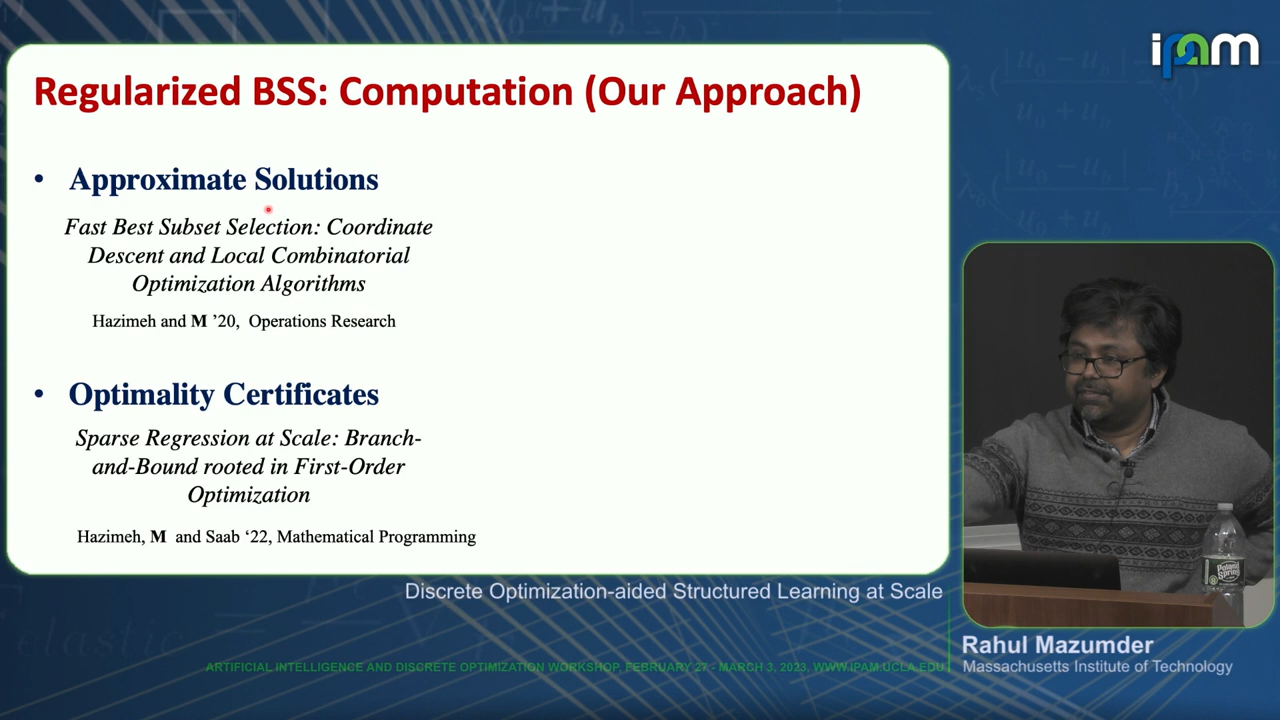 ipam
Regularized BSS: Computation (Our Approach)
• Approximate Solutions
Fast Best Subset Selection: Coordinate
Descent and Local Combinatorial
Optimization Algorithms
Hazimeh and M ’20, Operations Research
• Optimality Certificates
Sparse Regression at Scale: Branch-
and-Bound rooted in First-Order
Optimization
Hazimeh, M and Saab ‘22, Mathematical Programming
Poland
Spring
Discrete Optimization-aided Structured Learning at Scale
Rahul Mazumder
Massachusetts Institute of Technology
ARTIFICIAL INTELLIGENCE AND DISCRETE OPTIMIZATION WORKSHOP, FEBRUARY 27 - MARCH 3, 2023, WWW.IPAM.UCLA.EDU
elastic